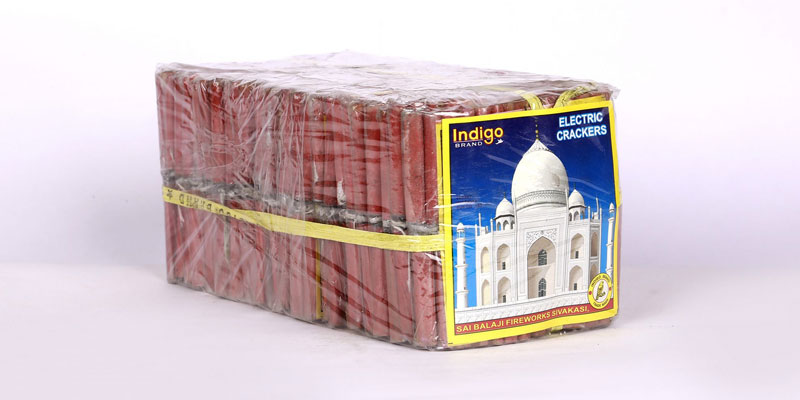 Indigo
BRAND
ELECTRIC
CRACKERS
SAI BALAJI FIREWORKS SIVAKASI.